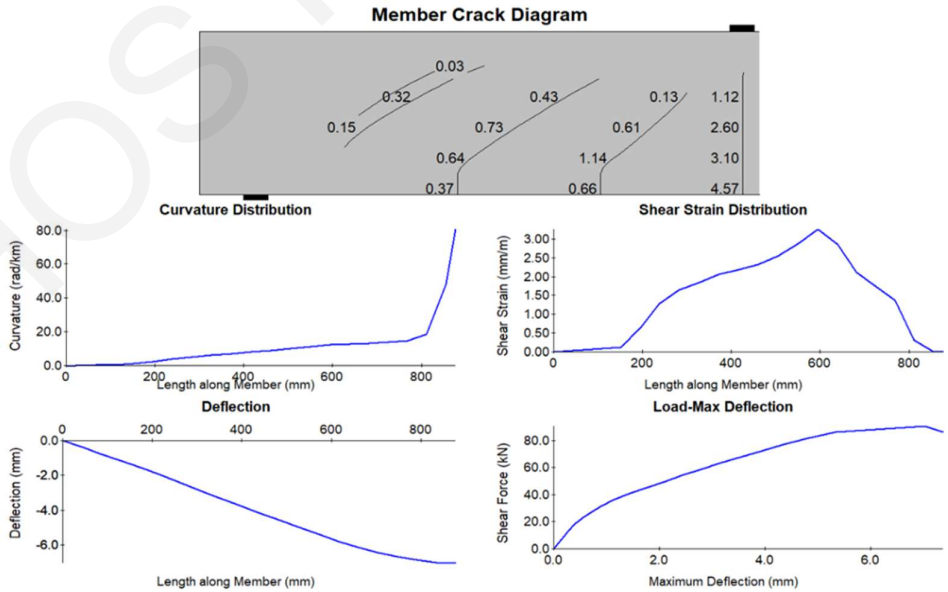 Member Crack Diagram
0.03
0.32 0.43 0.13 1.12
0.15 0.73 0.61 2.60
0.64 1.14 3.10
0.37 0.66 4.57
Curvature Distribution
80.0
60.0
40.0
20.0
0.0
0 200 400 600 800
Curvature (rad/km)
Length along Member (mm)
Shear Strain Distribution
3.00
2.50
2.00
1.50
1.00
0.50
0.00
0 200 400 600 800
Shear Strain (mm/m)
Length along Member (mm)
Deflection
0 200 400 600 800
0.0
-2.0
-4.0
-6.0
Deflection (mm)
Length along Member (mm)
Load-Max Deflection
80.0
60.0
40.0
20.0
0.0
0.0 2.0 4.0 6.0
Shear Force (kN)
Maximum Deflection (mm)